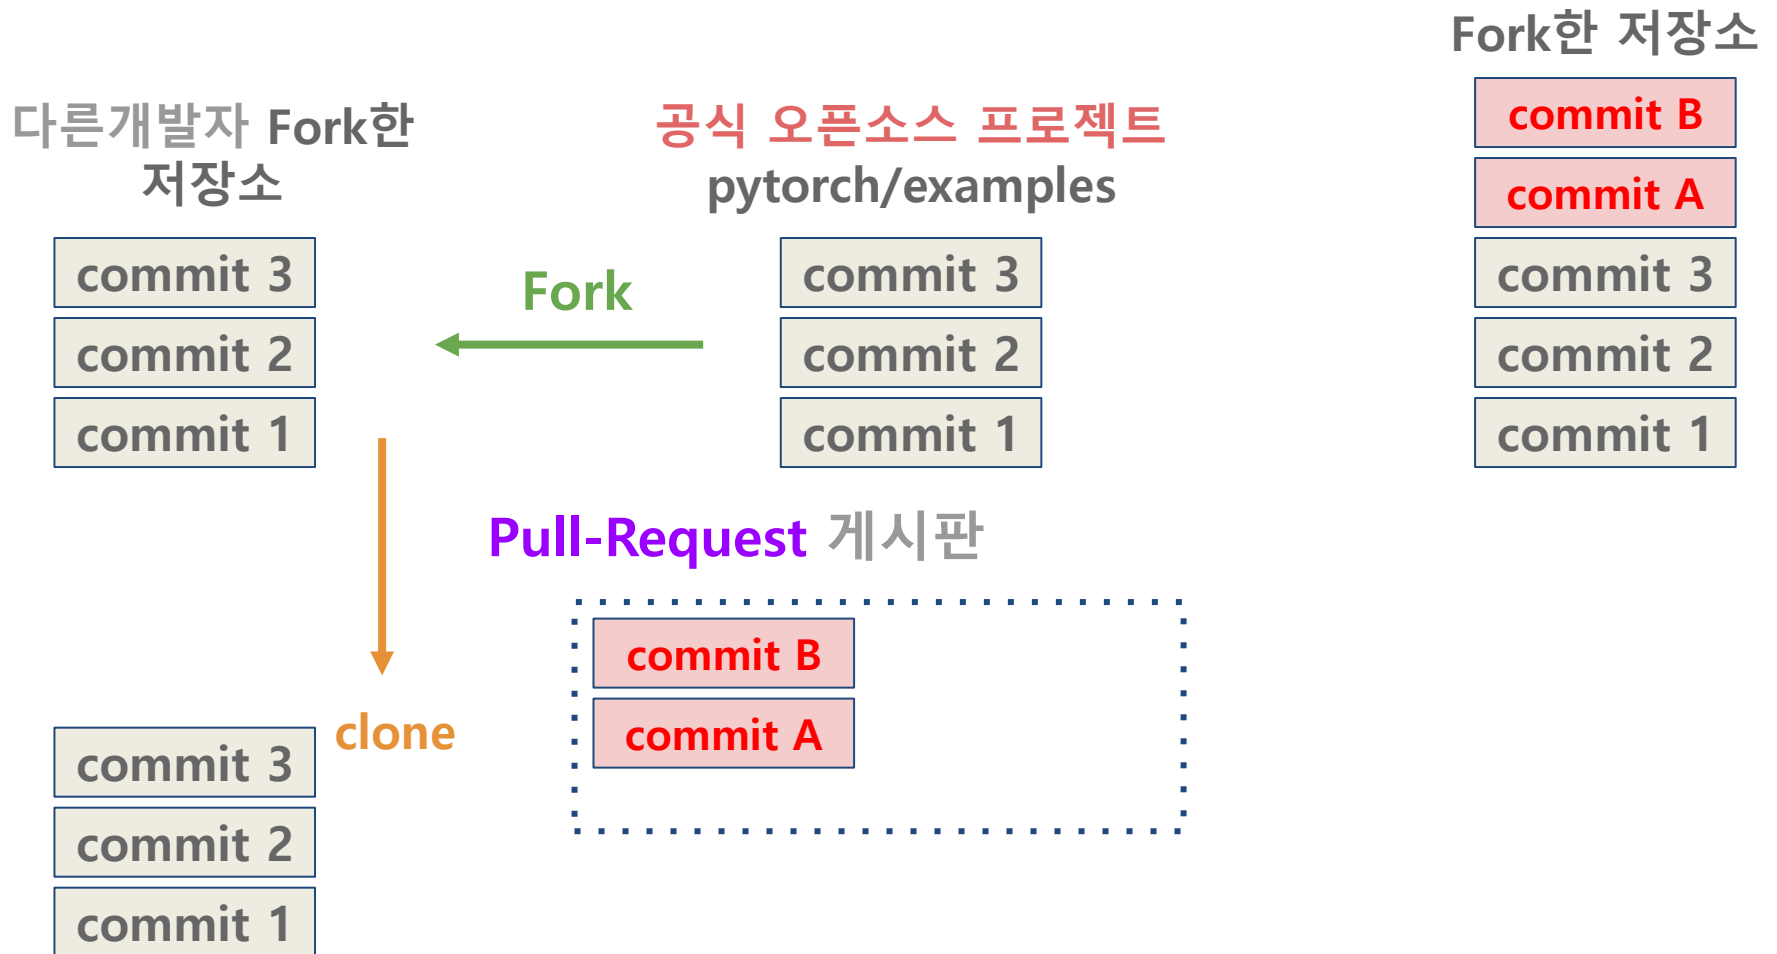 Fork한 저장소
commit B
commit A
commit 3
commit 2
commit 1
다른개발자 Fork한
저장소
commit 3
commit 2
commit 1
Fork
공식 오픈소스 프로젝트
pytorch/examples
commit 3
commit 2
commit 1
clone
commit 3
commit 2
commit 1
Pull-Request 게시판
commit B
commit A